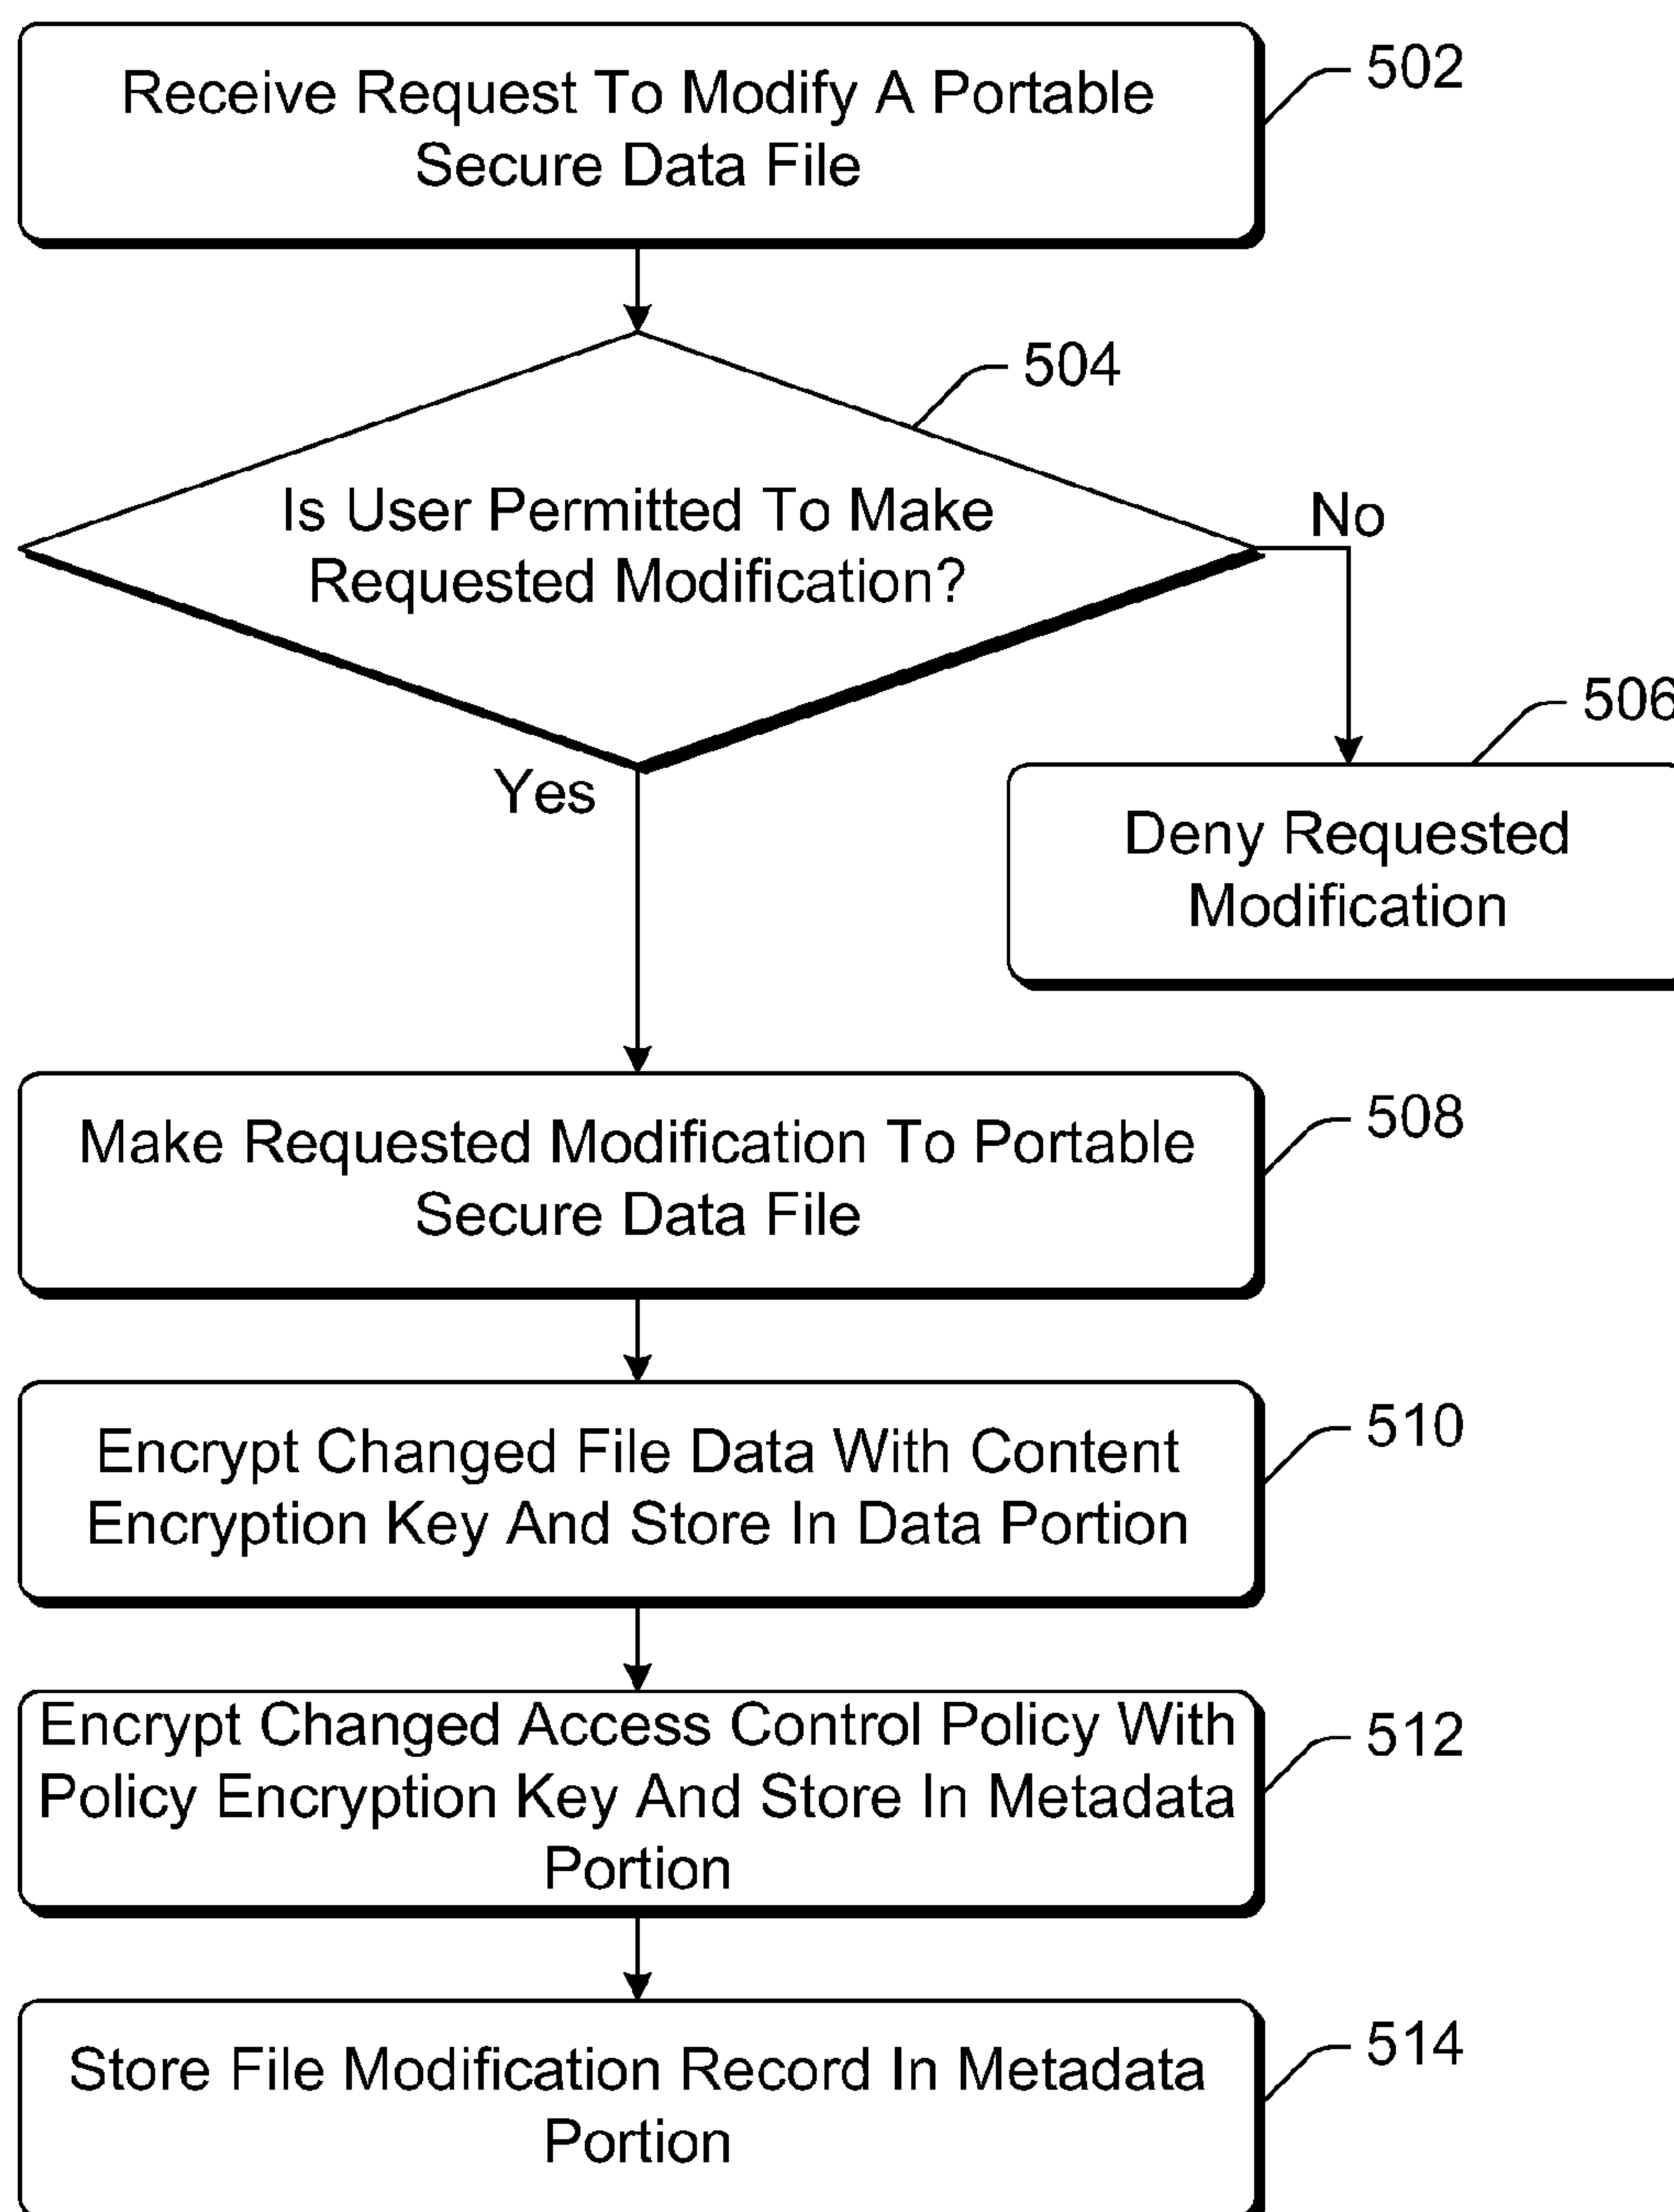 Receive Request To Modify A Portable
Secure Data File
502
504
Is User Permitted To Make
Requested Modification?
No
Yes
506
Deny Requested
Modification
Make Requested Modification To Portable
Secure Data File
508
Encrypt Changed File Data With Content
Encryption Key And Store In Data Portion
510
Encrypt Changed Access Control Policy With
Policy Encryption Key And Store In Metadata
Portion
512
Store File Modification Record In Metadata
Portion
514